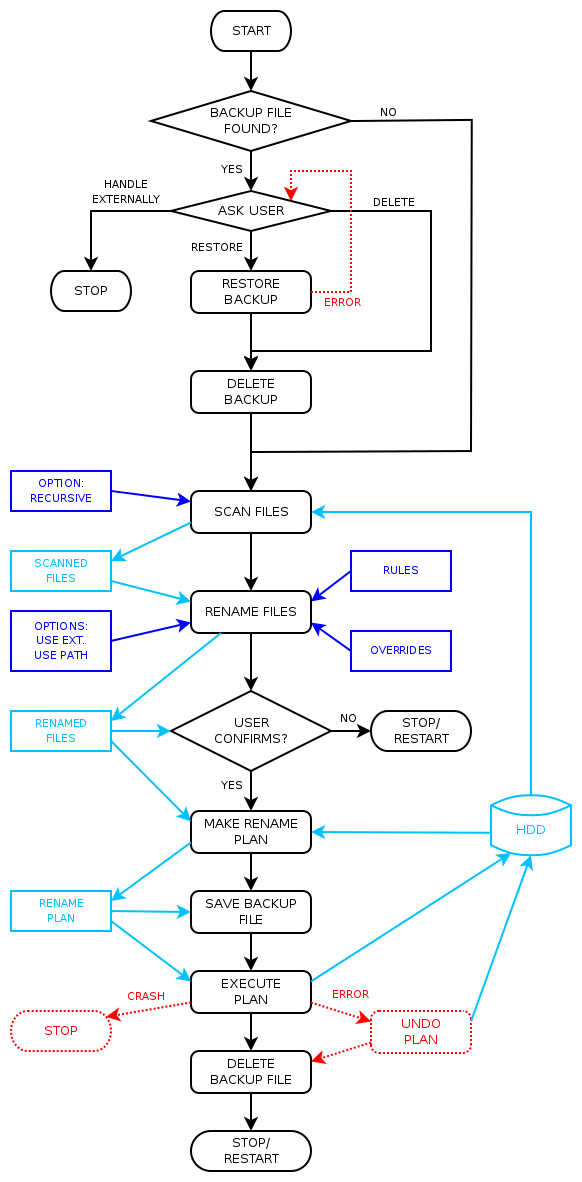 START
BACKUP FILE
FOUND?
NO
YES
HANDLE
EXTERNALLY
ASK USER
DELETE
RESTORE
STOP
RESTORE
BACKUP
ERROR
DELETE
BACKUP
OPTION:
RECURSIVE
SCAN FILES
SCANNED
FILES
RULES
RENAME FILES
OPTIONS:
USE EXT.
USE PATH
OVERRIDES
RENAMED
FILES
USER
CONFIRMS?
NO
STOP/
RESTART
YES
MAKE RENAME
PLAN
HDD
RENAME
PLAN
SAVE BACKUP
FILE
EXECUTE
PLAN
CRASH
ERROR
STOP
UNDO
PLAN
DELETE
BACKUP FILE
STOP/
RESTART